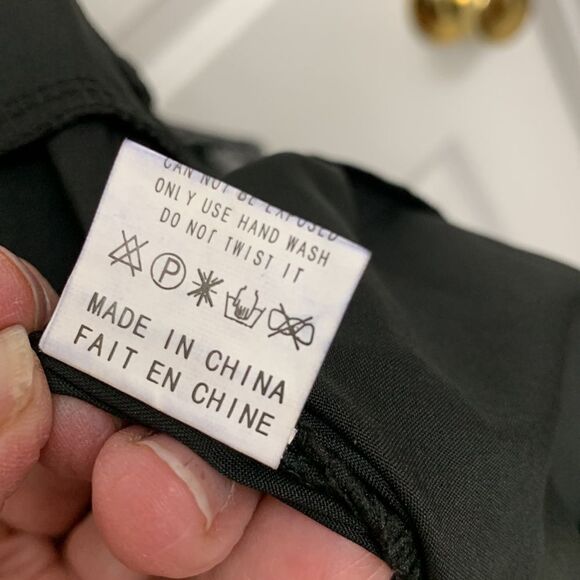 CAN NOT BE EXPOSED
ONLY USE HAND WASH
DO NOT TWIST IT
P
MADE IN CHINA
FAIT EN CHINE